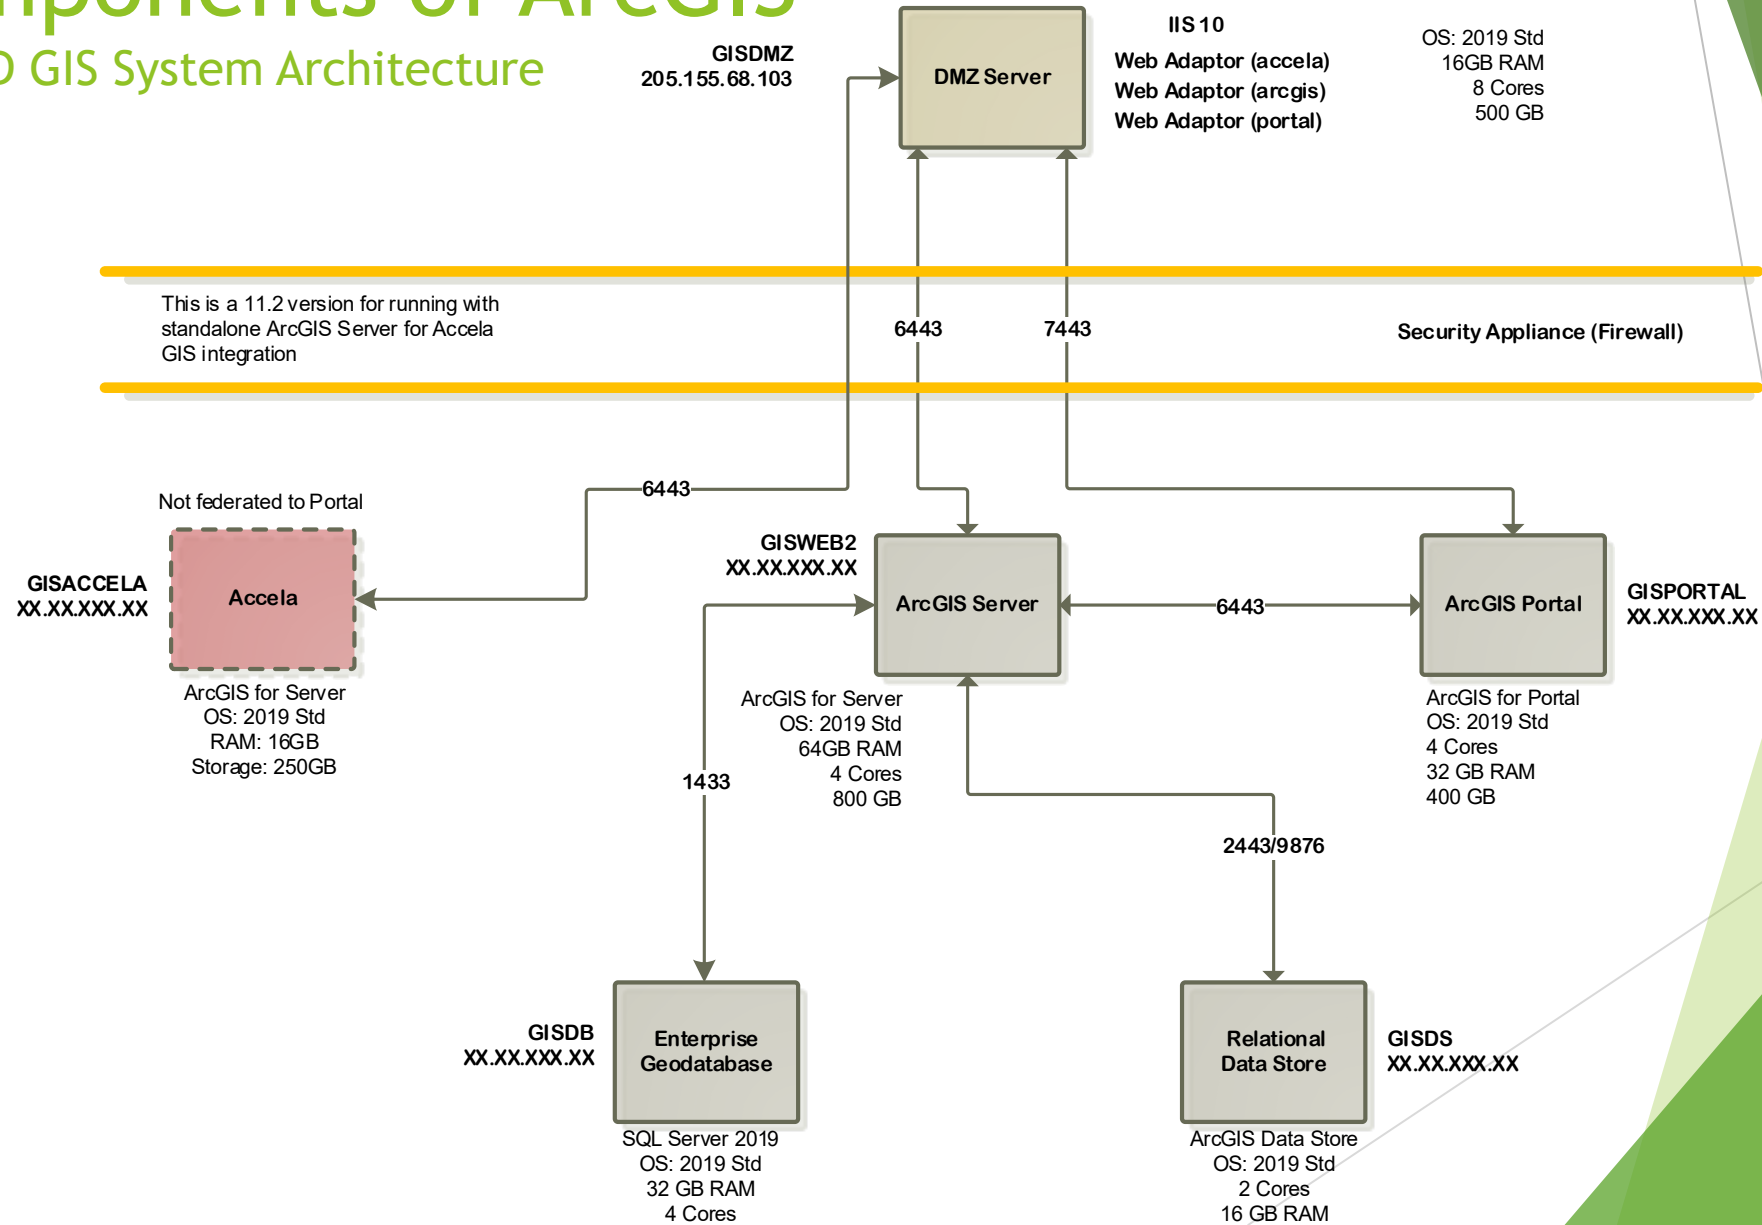 mponents of ArcGIS
D GIS System Architecture
GISDMZ
205.155.68.103
DMZ Server
IIS 10
Web Adaptor (accela)
Web Adaptor (arcgis)
Web Adaptor (portal)
OS: 2019 Std
16GB RAM
8 Cores
500 GB
This is a 11.2 version for running with
standalone ArcGIS Server for Accela
GIS integration
6443
7443
Security Appliance (Firewall)
6443
Not federated to Portal
GISACCELA
XX.XX.XXX.XX
Accela
ArcGIS for Server
OS: 2019 Std
RAM: 16GB
Storage: 250GB
GISWEB2
XX.XX.XXX.XX
ArcGIS Server
ArcGIS for Server
OS: 2019 Std
64GB RAM
4 Cores
800 GB
6443
ArcGIS Portal
GISPORTAL
XX.XX.XXX.XX
ArcGIS for Portal
OS: 2019 Std
4 Cores
32 GB RAM
400 GB
1433
2443/9876
GISDB
XX.XX.XXX.XX
Enterprise
Geodatabase
SQL Server 2019
OS: 2019 Std
32 GB RAM
4 Cores
Relational
Data Store
GISDS
XX.XX.XXX.XX
ArcGIS Data Store
OS: 2019 Std
2 Cores
16 GB RAM